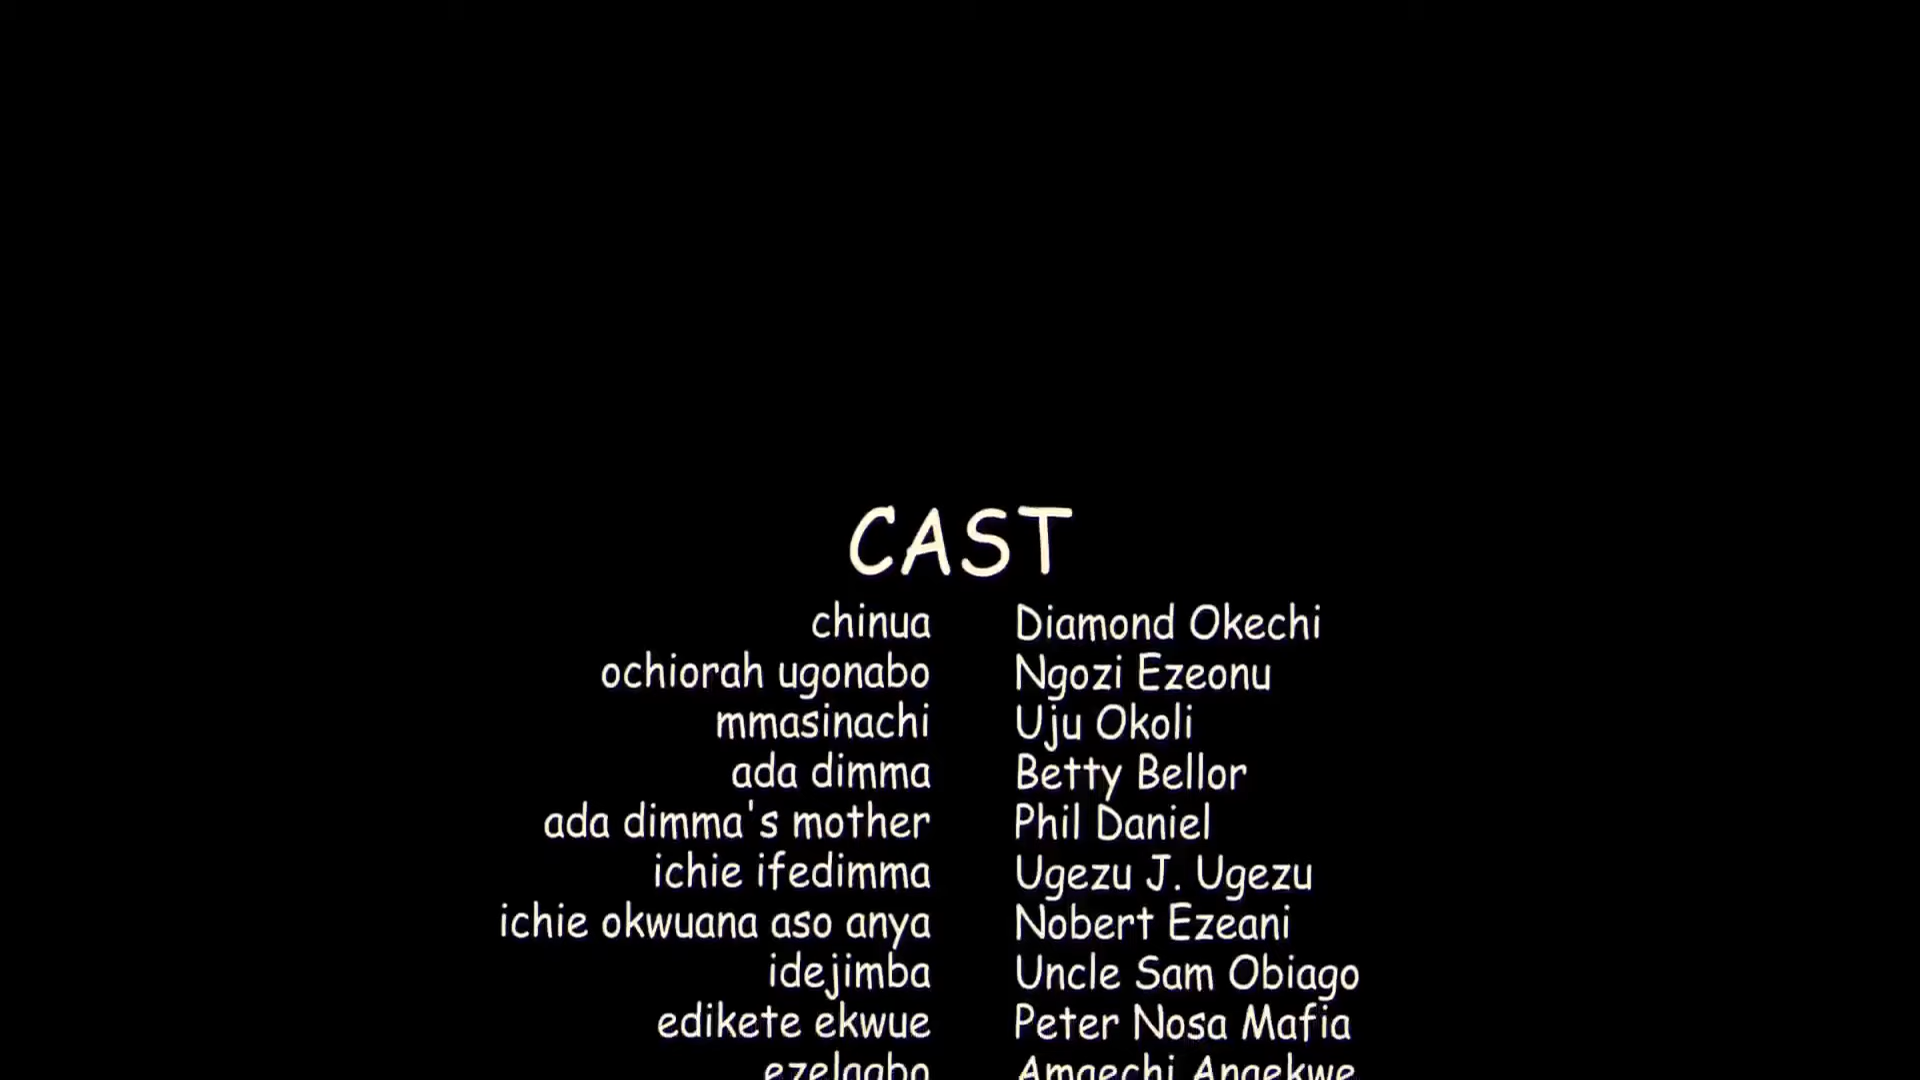 CAST
chinua Diamond Okechi
ochiorah ugonabo Ngozi Ezeonu
mmasinachi Uju Okoli
ada dimma Betty Bellor
ada dimma's mother Phil Daniel
ichie ifedimma Ugezu J. Ugezu
ichie okwuana aso anya Nobert Ezeani
idejimba Uncle Sam Obiago
edikete ekwue Peter Nosa Mafia
Amaechi